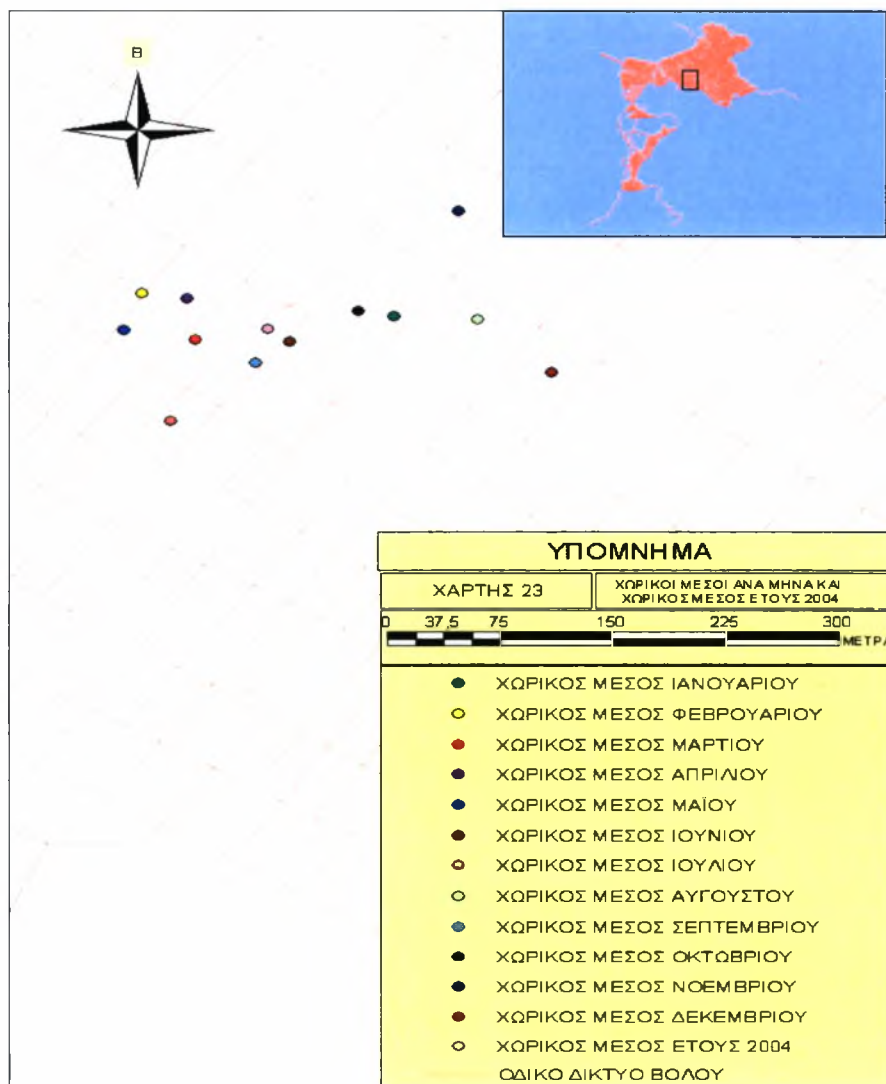 Β
ΥΠΟΜΝΗΜΑ
ΧΑΡΤΗΣ 23
ΧΩΡΙΚΟΙ ΜΕΣΟΙ ΑΝΑ ΜΗΝΑ ΚΑΙ
ΧΩΡΙΚΟΣ ΜΕΣΟΣ ΕΤΟΥΣ 2004
0 37,5 75 150 225 300
ΜΕΤΡΑ
ΧΩΡΙΚΟΣ ΜΕΣΟΣ ΙΑΝΟΥΑΡΙΟΥ
ΧΩΡΙΚΟΣ ΜΕΣΟΣ ΦΕΒΡΟΥΑΡΙΟΥ
ΧΩΡΙΚΟΣ ΜΕΣΟΣ ΜΑΡΤΙΟΥ
ΧΩΡΙΚΟΣ ΜΕΣΟΣ ΑΠΡΙΛΙΟΥ
ΧΩΡΙΚΟΣ ΜΕΣΟΣ ΜΑΪΟΥ
ΧΩΡΙΚΟΣ ΜΕΣΟΣ ΙΟΥΝΙΟΥ
ΧΩΡΙΚΟΣ ΜΕΣΟΣ ΙΟΥΛΙΟΥ
ΧΩΡΙΚΟΣ ΜΕΣΟΣ ΑΥΓΟΥΣΤΟΥ
ΧΩΡΙΚΟΣ ΜΕΣΟΣ ΣΕΠΤΕΜΒΡΙΟΥ
ΧΩΡΙΚΟΣ ΜΕΣΟΣ ΟΚΤΩΒΡΙΟΥ
ΧΩΡΙΚΟΣ ΜΕΣΟΣ ΝΟΕΜΒΡΙΟΥ
ΧΩΡΙΚΟΣ ΜΕΣΟΣ ΔΕΚΕΜΒΡΙΟΥ
ΧΩΡΙΚΟΣ ΜΕΣΟΣ ΕΤΟΥΣ 2004
ΟΔΙΚΟ ΔΙΚΤΥΟ ΒΟΛΟΥ